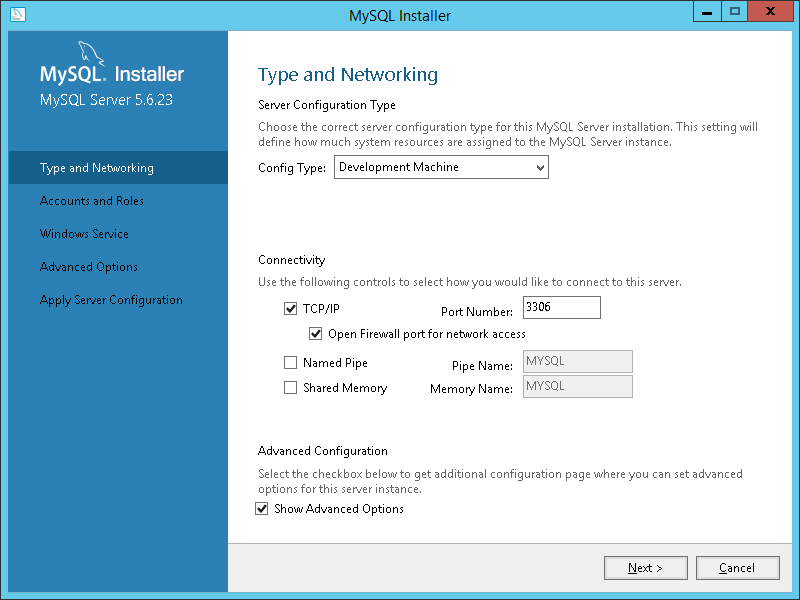 MySQL Installer
MySQL. Installer
MySQL Server 5.6.23
Type and Networking
Accounts and Roles
Windows Service
Advanced Options
Apply Server Configuration
Type and Networking
Server Configuration Type
Choose the correct server configuration type for this MySQL Server installation. This setting will
define how much system resources are assigned to the MySQL Server instance.
Config Type: Development Machine
Connectivity
Use the following controls to select how you would like to connect to this server.
TCP/IP Port Number: 3306
Open Firewall port for network access
Named Pipe Pipe Name: MYSQL
Shared Memory Memory Name: MYSQL
Advanced Configuration
Select the checkbox below to get additional configuration page where you can set advanced
options for this server instance.
Show Advanced Options
Next > Cancel